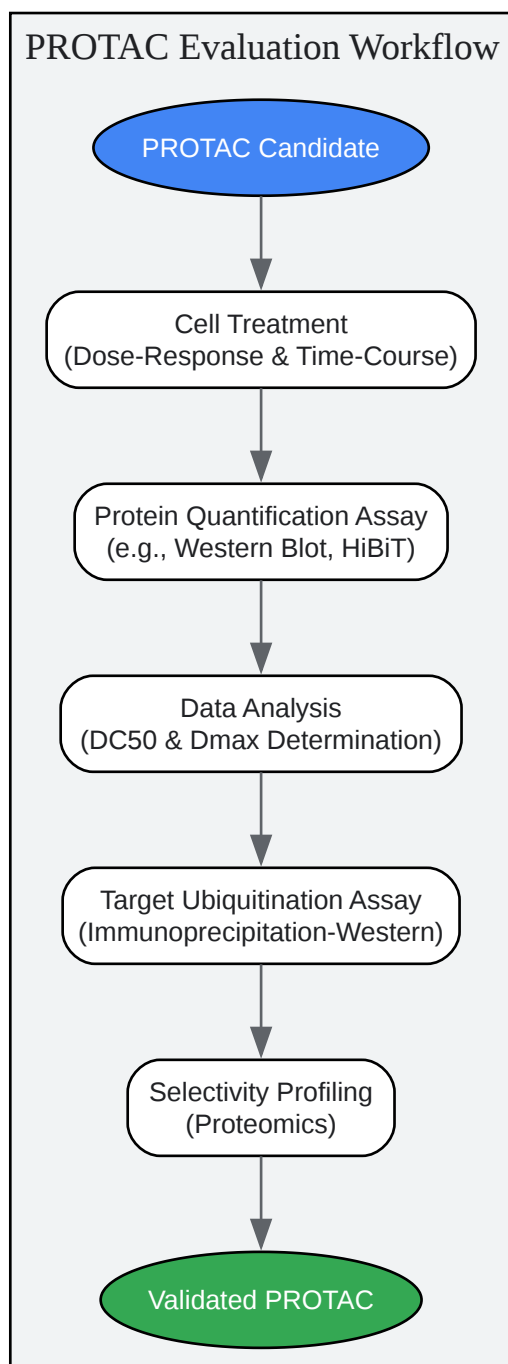 PROTAC Evaluation Workflow
PROTAC Candidate
Cell Treatment
(Dose-Response & Time-Course)
Protein Quantification Assay
(e.g., Western Blot, HiBiT)
Data Analysis
(DC50 & Dmax Determination)
Target Ubiquitination Assay
(Immunoprecipitation-Western)
Selectivity Profiling
(Proteomics)
Validated PROTAC